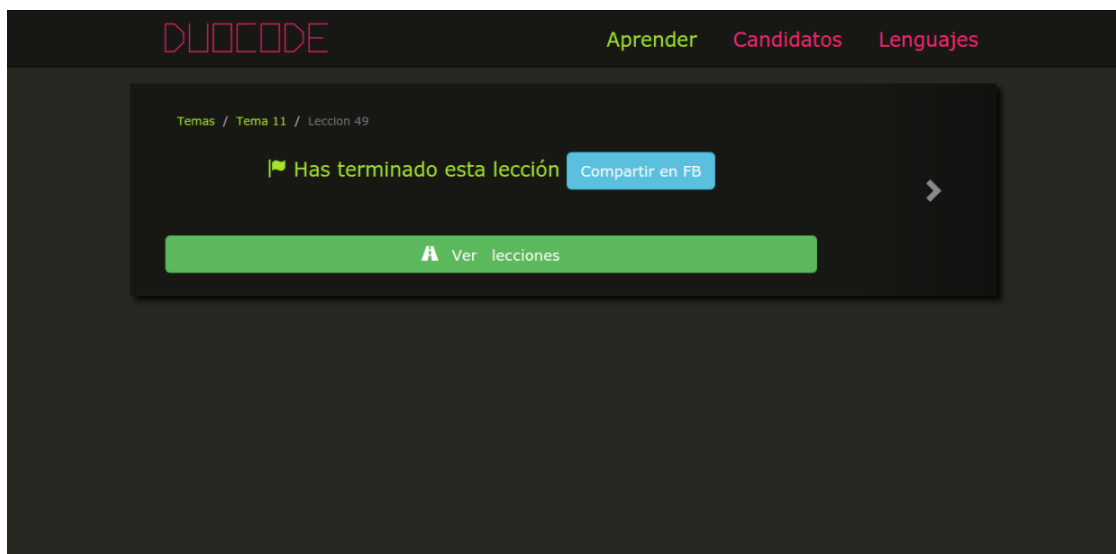 DUOCODE Aprender Candidatos Lenguajes
Temas / Tema 11 / Leccion 49
Has terminado esta lección Compartir en FB
Ver lecciones